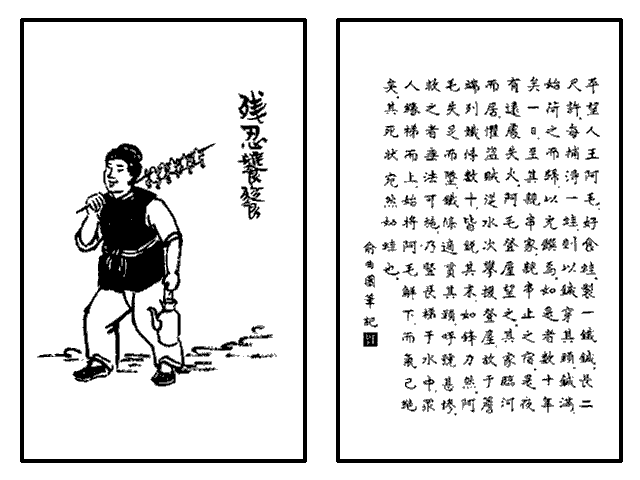 殘忍饕餮
平望人王阿毛好食蛙。製一鐵鍼，長二
尺許。每捕得一蛙，則以鍼穿其頸，鍼滿
始荷之而歸，以充饌焉。如是者數十年
矣。一日，至其親串家，親串止之宿。是夜
有遠處失火，阿毛登屋望之。其家臨河
而居，懼盜賊從水次攀援登屋，故于簷
端列鐵條數十，皆銳其末，如鋒刃然。阿
毛失足而墮，鐵條適貫其頸，呼號甚慘。
救之者無法可施，乃豎長梯于水中，衆
人緣梯而上，始將阿毛解下，而氣已絕
矣。其死狀宛然如蛙也。
俞曲園筆記